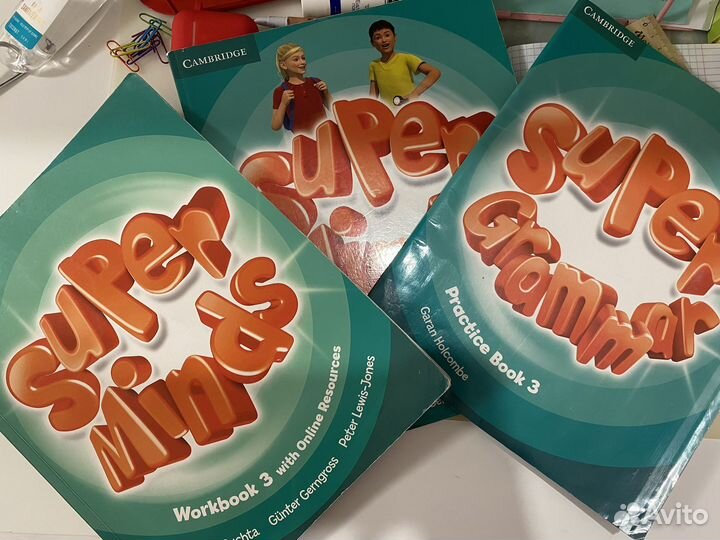 CAMBRIDGE
Super
CAMBRIDGE
Super
Grammar
Practice Book 3
Garan Holcombe
Super
Minds
Workbook 3 with Online Resources
Günter Gerngross Peter Lewis-Jones
Avito